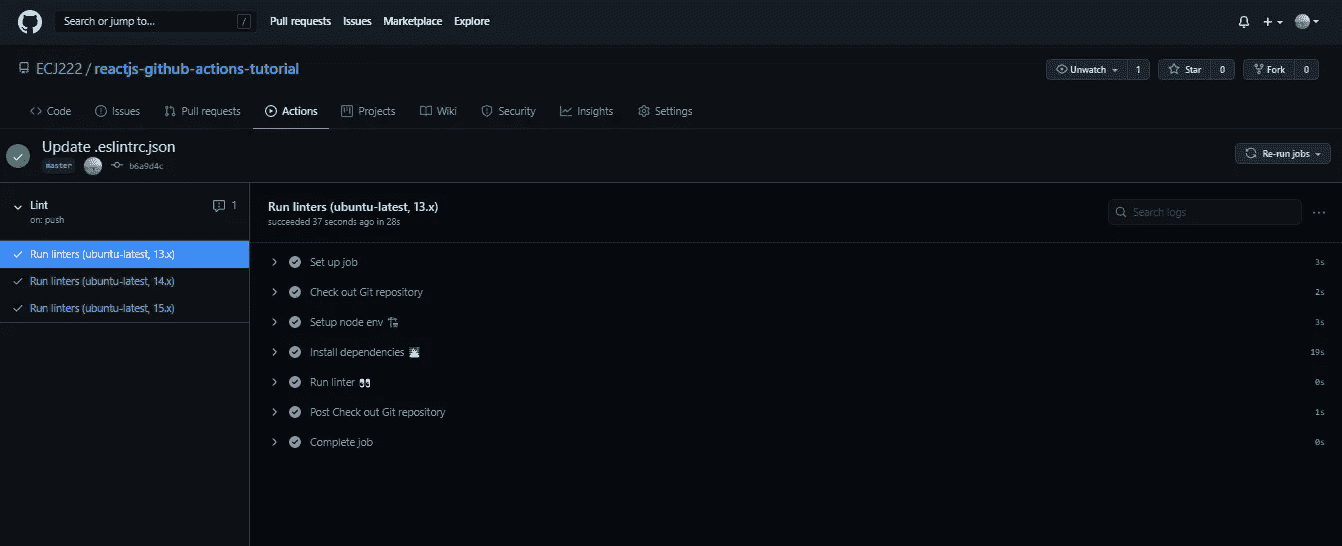 Search or jump to... /
Pull requests Issues Marketplace Explore
ECJ222 / reactjs-github-actions-tutorial
Unwatch 1 Star 0 Fork 0
Code Issues Pull requests Actions Projects Wiki Security Insights Settings
Update .eslintrc.json
master b6a9d4c
Re-run jobs
Lint 1
on: push
Run linters (ubuntu-latest, 13.x)
Run linters (ubuntu-latest, 14.x)
Run linters (ubuntu-latest, 15.x)
Run linters (ubuntu-latest, 13.x)
succeeded 37 seconds ago in 28s
Search logs
Set up job 3s
Check out Git repository 2s
Setup node env 3s
Install dependencies 19s
Run linter 0s
Post Check out Git repository 1s
Complete job 0s